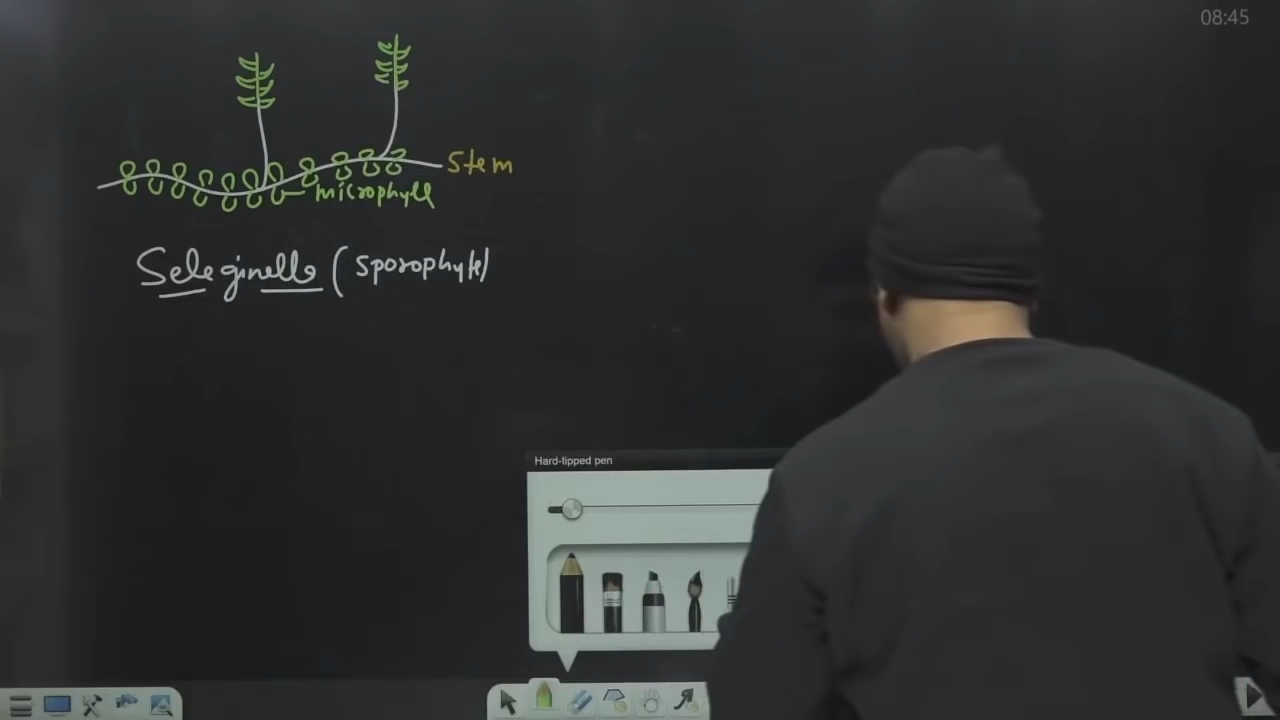 08:45
Stem
microphyll
Seleginella (sporophyte)
Hard-tipped pen